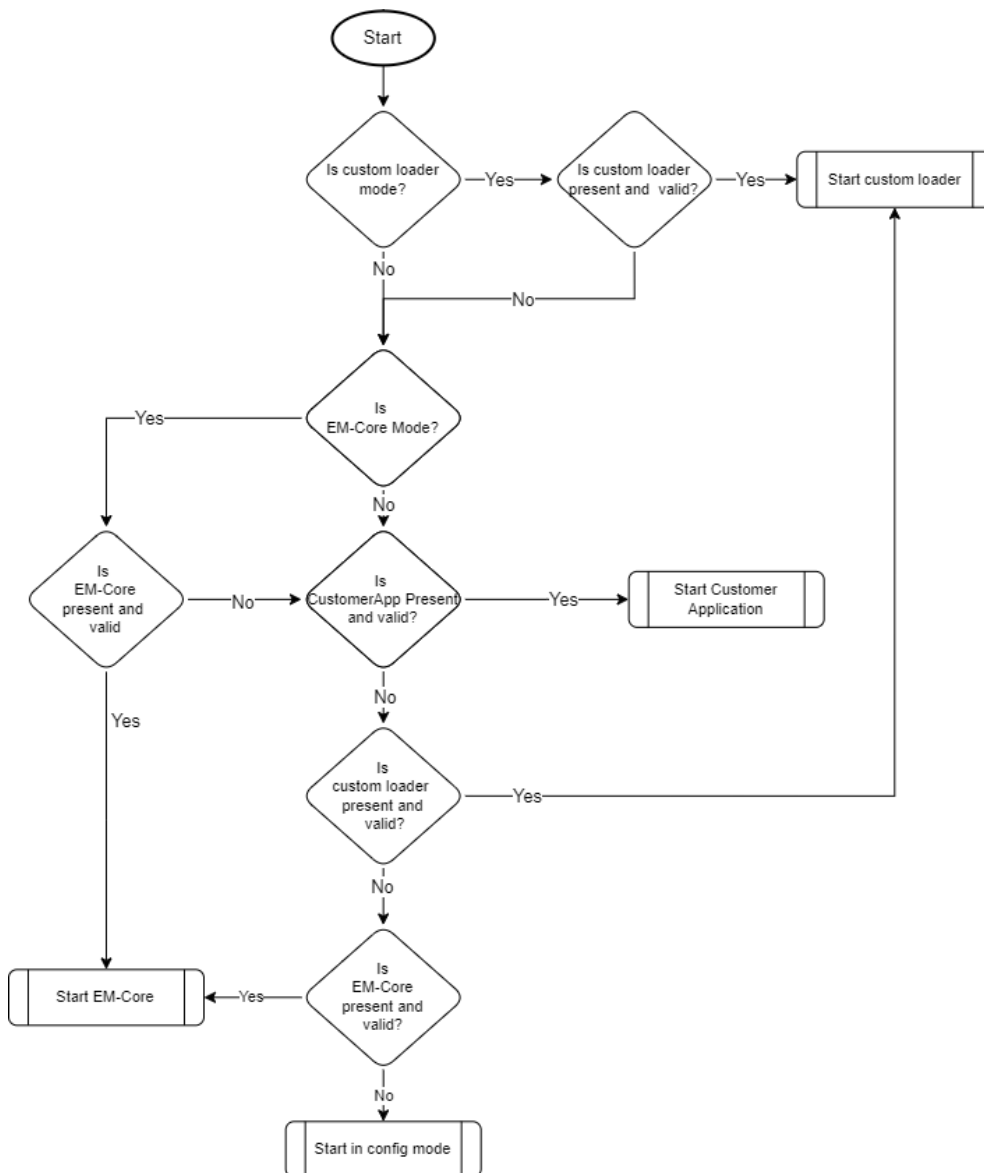 Start
Is custom loader
mode?
Yes
Is custom loader
present and valid?
Yes
Start custom loader
No
No
Is
EM-Core Mode?
Yes
No
Is
EM-Core
present and
valid
No
Is
CustomerApp Present
and valid?
Yes
Start Customer
Application
No
Yes
Is
custom loader
present and
valid?
Yes
No
Is
EM-Core
present and
valid?
Yes
Start EM-Core
No
Start in config mode